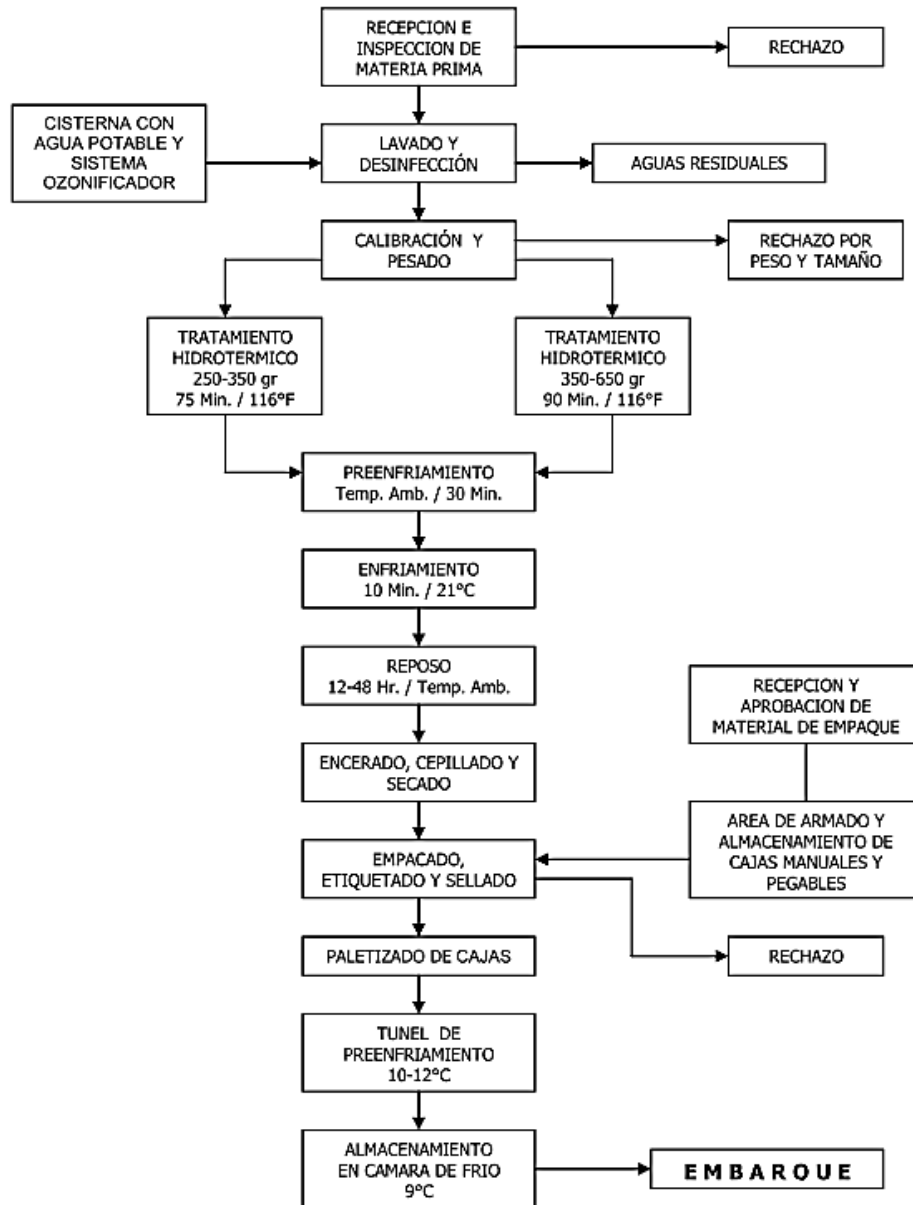 RECEPCION E
INSPECCION DE
MATERIA PRIMA
RECHAZO
CISTERNA CON
AGUA POTABLE Y
SISTEMA
OZONIFICADOR
LAVADO Y
DESINFECCIÓN
AGUAS RESIDUALES
CALIBRACIÓN Y
PESADO
RECHAZO POR
PESO Y TAMAÑO
TRATAMIENTO
HIDROTERMICO
250-350 gr
75 Min. / 116°F
TRATAMIENTO
HIDROTERMICO
350-650 gr
90 Min. / 116°F
PREENFRIAMIENTO
Temp. Amb. / 30 Min.
ENFRIAMIENTO
10 Min. / 21°C
REPOSO
12-48 Hr. / Temp. Amb.
RECEPCION Y
APROBACION DE
MATERIAL DE EMPAQUE
ENCERADO, CEPILLADO Y
SECADO
AREA DE ARMADO Y
ALMACENAMIENTO DE
CAJAS MANUALES Y
PEGABLES
EMPACADO,
ETIQUETADO Y SELLADO
PALETIZADO DE CAJAS
RECHAZO
TUNEL DE
PREENFRIAMIENTO
10-12°C
ALMACENAMIENTO
EN CAMARA DE FRIO
9°C
EMBARQUE